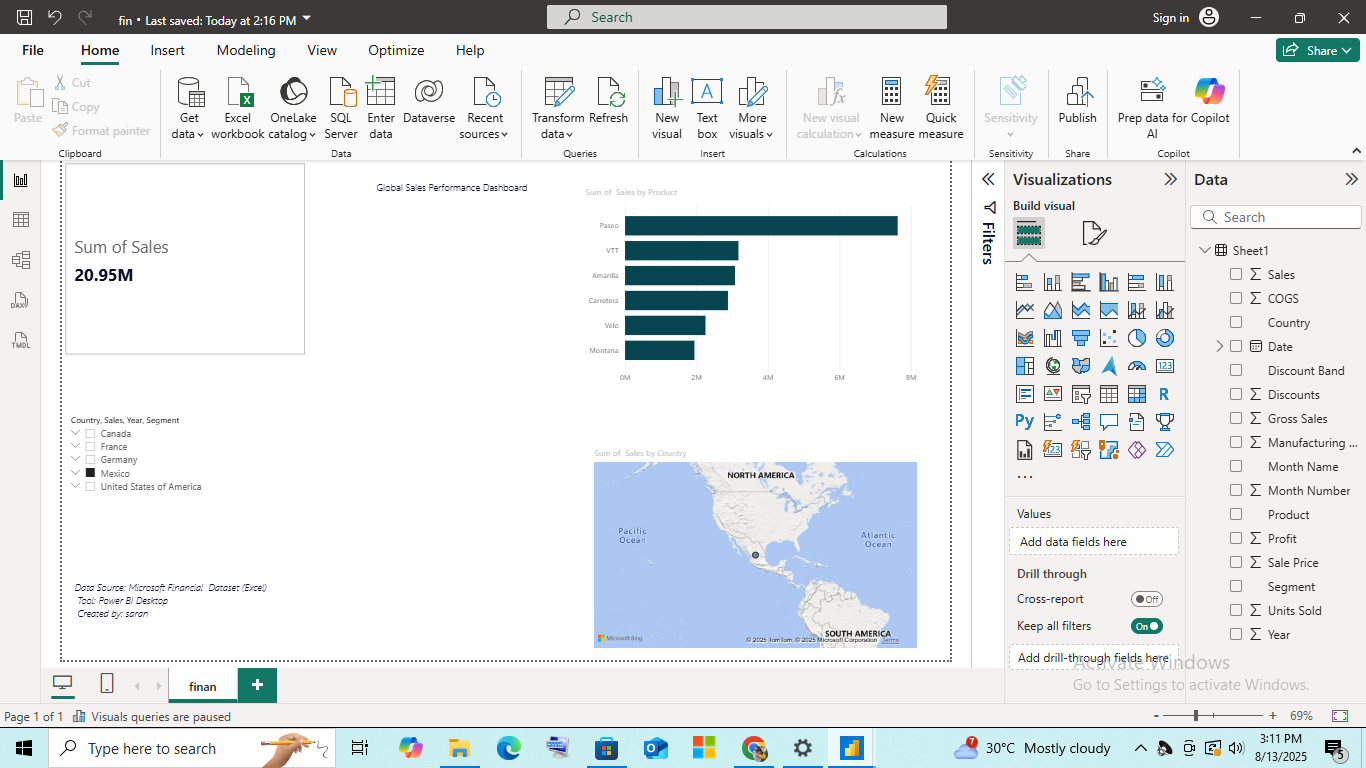 fin • Last saved: Today at 2:16 PM
Search
Sign in
File Home Insert Modeling View Optimize Help
Share
Paste
Cut
Copy
Format painter
Clipboard
Get data
Excel workbook
OneLake catalog
SQL Server
Enter data
Dataverse
Recent sources
Data
Transform data
Refresh
Queries
New visual
Text box
More visuals
Insert
New visual calculation
New measure
Quick measure
Calculations
Sensitivity
Sensitivity
Publish
Share
Prep data for AI
Copilot
Copilot
DAX
TMDL
Sum of Sales
20.95M
Global Sales Performance Dashboard
Sum of Sales by Product
Paseo
VTT
Amarilla
Carretera
Velo
Montana
0M 2M 4M 6M 8M
Country, Sales, Year, Segment
Canada
France
Germany
Mexico
United States of America
Sum of Sales by Country
NORTH AMERICA
Pacific Ocean
Atlantic Ocean
SOUTH AMERICA
Microsoft Bing
© 2025 TomTom, © 2025 Microsoft Corporation Terms
Data Source: Microsoft Financial Dataset (Excel)
Tool: Power BI Desktop
Created by: saran
Filters
Visualizations
Build visual
123
R
Py
123
...
Values
Add data fields here
Drill through
Cross-report
Off
Keep all filters
On
Add drill-through fields here
Data
Search
Sheet1
Sales
COGS
Country
Date
Discount Band
Discounts
Gross Sales
Manufacturing ...
Month Name
Month Number
Product
Profit
Sale Price
Segment
Units Sold
Year
Activate Windows
Go to Settings to activate Windows.
finan
Page 1 of 1
Visuals queries are paused
- + 69%
Type here to search
7
30°C Mostly cloudy
3:11 PM
8/13/2025
5